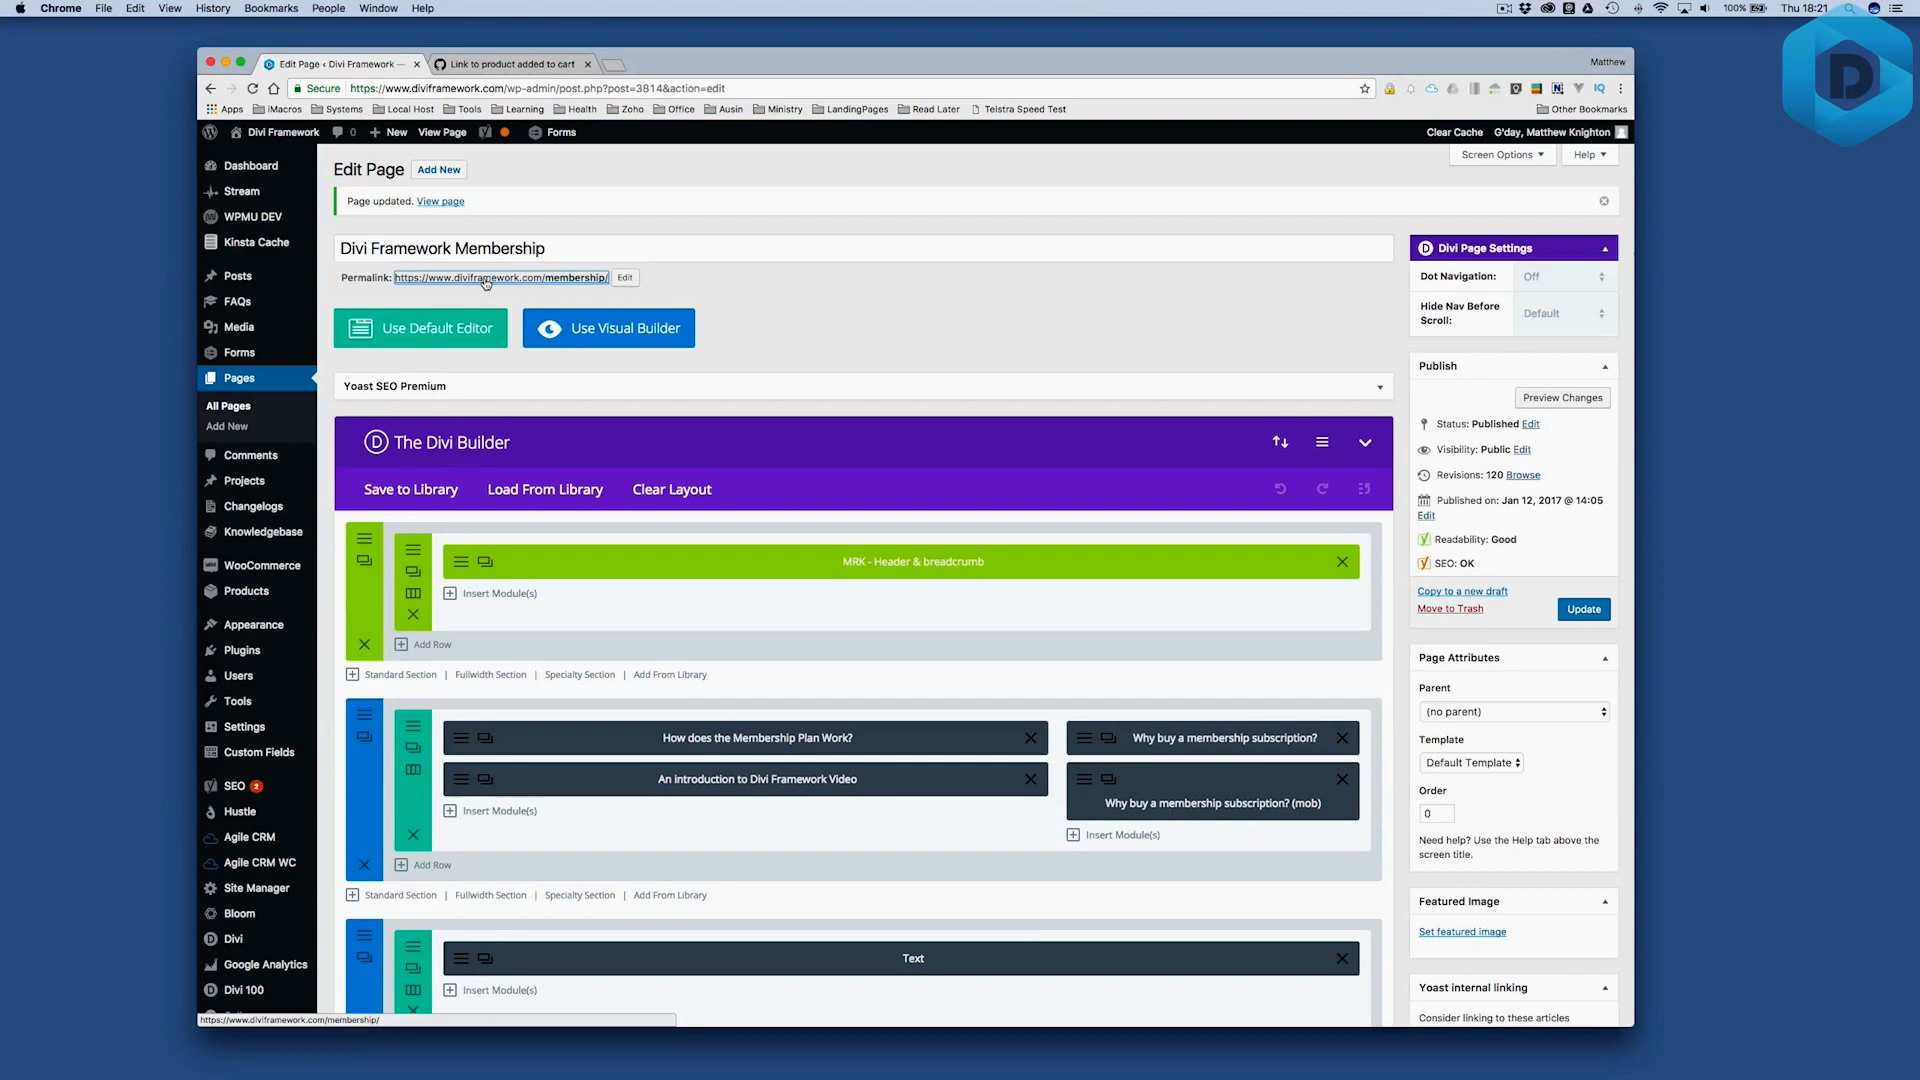 Chrome File Edit View History Bookmarks People Window Help
100% Thu 18:21
Edit Page ‹ Divi Framework —
Link to product added to cart
Matthew
Secure https://www.diviframework.com/wp-admin/post.php?post=3814&action=edit
Apps iMacros Systems Local Host Tools Learning Health Zoho Office Ausin Ministry LandingPages Read Later Telstra Speed Test Other Bookmarks
Divi Framework 0 New View Page Forms Clear Cache G'day, Matthew Knighton
Screen Options Help
Edit Page Add New
Page updated. View page
Divi Framework Membership
Permalink: https://www.diviframework.com/membership/ Edit
Use Default Editor
Use Visual Builder
Yoast SEO Premium
The Divi Builder
Save to Library Load From Library Clear Layout
MRK - Header & breadcrumb
Insert Module(s)
Add Row
Standard Section | Fullwidth Section | Specialty Section | Add From Library
How does the Membership Plan Work?
An introduction to Divi Framework Video
Insert Module(s)
Why buy a membership subscription?
Why buy a membership subscription? (mob)
Insert Module(s)
Add Row
Standard Section | Fullwidth Section | Specialty Section | Add From Library
Text
Insert Module(s)
Dashboard
Stream
WPMU DEV
Kinsta Cache
Posts
FAQs
Media
Forms
Pages
All Pages
Add New
Comments
Projects
Changelogs
Knowledgebase
WooCommerce
Products
Appearance
Plugins
Users
Tools
Settings
Custom Fields
SEO 2
Hustle
Agile CRM
Agile CRM WC
Site Manager
Bloom
Divi
Google Analytics
Divi 100
https://www.diviframework.com/membership/
Divi Page Settings
Dot Navigation: Off
Hide Nav Before
Scroll:
Default
Publish
Preview Changes
Status: Published Edit
Visibility: Public Edit
Revisions: 120 Browse
Published on: Jan 12, 2017 @ 14:05
Edit
Readability: Good
SEO: OK
Copy to a new draft
Move to Trash
Update
Page Attributes
Parent
(no parent)
Template
Default Template
Order
0
Need help? Use the Help tab above the
screen title.
Featured Image
Set featured image
Yoast internal linking
Consider linking to these articles